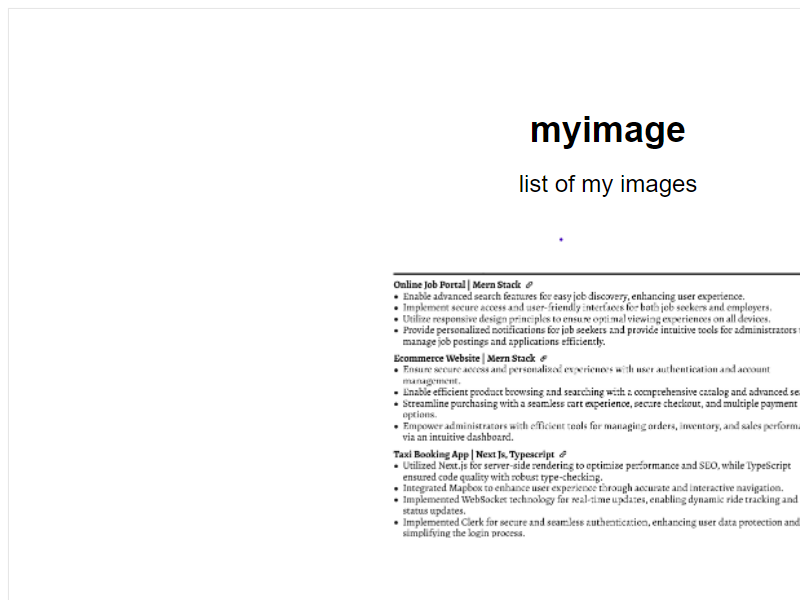 myimage
list of my images
Online Job Portal | Mern Stack
• Enable advanced search features for easy job discovery, enhancing user experience.
• Implement secure access and user-friendly interfaces for both job seekers and employers.
• Utilize responsive design principles to ensure optimal viewing experiences on all devices.
• Provide personalized notifications for job seekers and provide intuitive tools for administrators
manage job postings and applications efficiently.
Ecommerce Website | Mern Stack
• Ensure secure access and personalized experiences with user authentication and account
management.
• Enable efficient product browsing and searching with a comprehensive catalog and advanced
• Streamline purchasing with a seamless cart experience, secure checkout, and multiple payment
options.
• Empower administrators with efficient tools for managing orders, inventory, and sales
via an intuitive dashboard.
Taxi Booking App | Next Js, Typescript
• Utilized Next.js for server-side rendering to optimize performance and SEO, while TypeScript
ensured code quality with robust type-checking.
• Integrated Mapbox to enhance user experience through accurate and interactive navigation.
• Implemented WebSocket technology for real-time updates, enabling dynamic ride tracking and
status updates.
• Implemented Clerk for secure and seamless authentication, enhancing user data protection and
simplifying the login process.